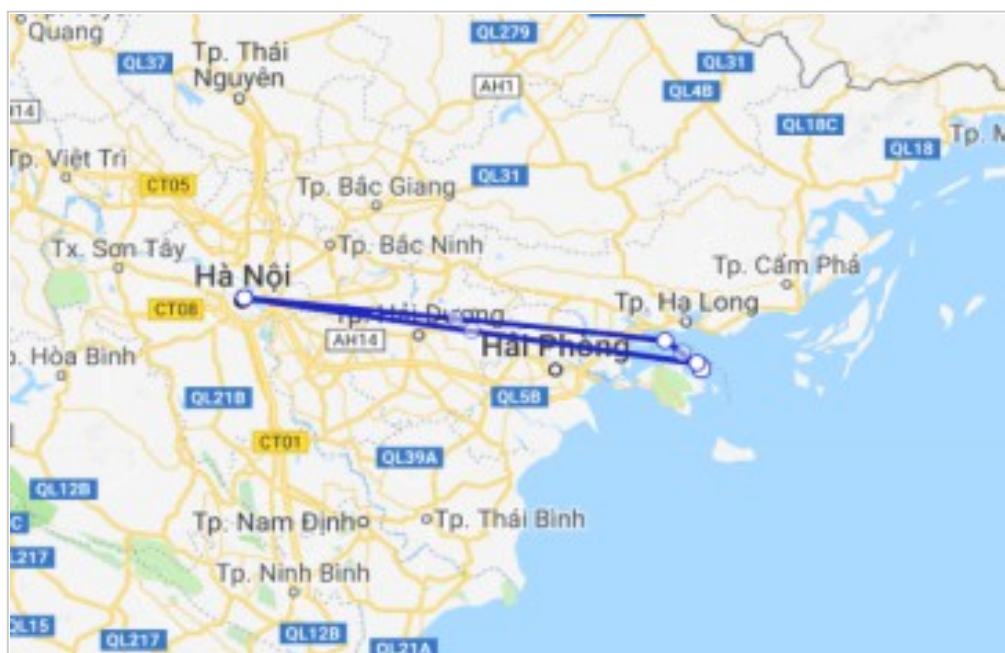 Quang
QL279
QL31
QL37
Tp. Thái
Nguyên
AH1
QL4B
QL18C
QL18
Tp. Việt Trì
CT05
Tp. Bắc Giang
QL31
Tx. Sơn Tây
Tp. Bắc Ninh
Tp. Cẩm Phả
Hà Nội
CT08
Tp. Hạ Long
Tp. Hải Dương
AH14
Hải Phòng
Hòa Bình
QL21B
QL5B
CT01
QL39A
QL12B
Tp. Nam Định
Tp. Thái Bình
Tp. Ninh Bình
QL15
QL217
QL12B
QL21A